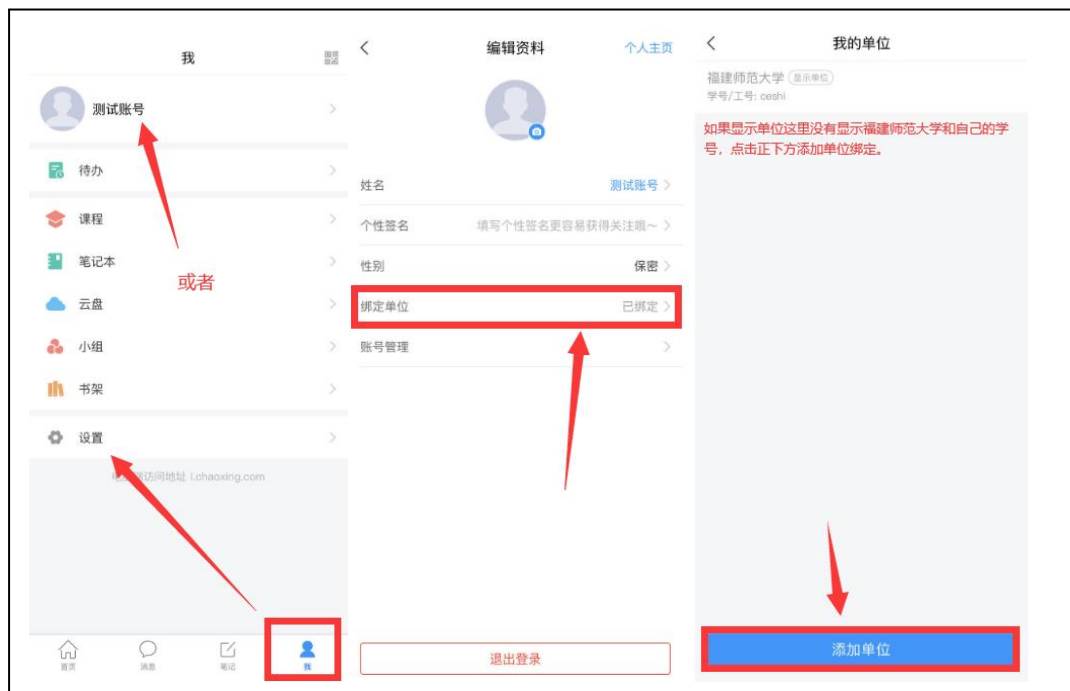 我
测试账号
待办
课程
笔记本
或者
云盘
小组
书架
设置
访问地址 i.chaoxing.com
首页
消息
笔记
我
编辑资料
个人主页
姓名
测试账号
个性签名
填写个性签名更容易获得关注哦～
性别
保密
绑定单位
已绑定
账号管理
退出登录
我的单位
福建师范大学 显示单位
学号/工号: ceshi
如果显示单位这里没有显示福建师范大学和自己的学
号，点击正下方添加单位绑定。
添加单位